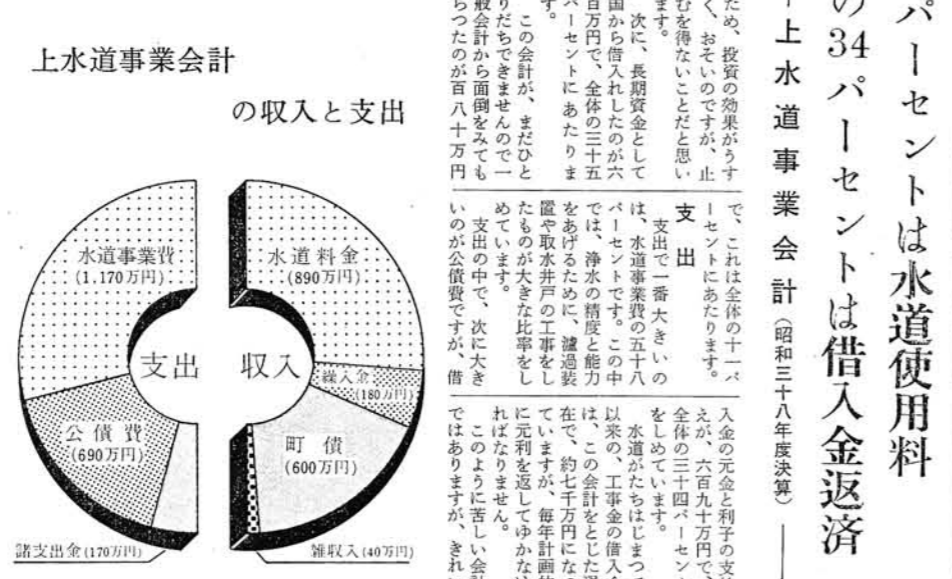 パーセントは水道使用料
の34パーセントは借入金返済
上水道事業会計（昭和三十八年度決算）
ため、投資の効果がうす
く、おそいのですが、止
むを得ないことだと思い
ます。
次に、長期資金として
国から借入れしたのが六
百万円で、全体の三十五
パーセントにあたりま
す。
この会計が、まだひと
りだちできませんので一
般会計から面倒をみても
らつたのが百八十万円
で、これは全体の十一パ
ーセントにあたります。
支出
支出で一番大きいの
は、水道事業費の五十八
パーセントです。この中
では、浄水の精度と能力
をあげるために、濾過装
置や取水井戸の工事をし
たものが大きな比率をし
めています。
支出の中で、次に大き
いのが公債費ですが、借
入金の元金と利子の支
えが、六百九十万円で、
全体の三十四パーセン
をしめています。
水道がたちはじまつて
以来の、工事金の借入
は、この会計をとじた
在で、約七千万円にな
ていますが、毎年計画
に元利を返してゆかな
ればなりません。
このように苦しい会計
ではありますが、きれ
上水道事業会計
の収入と支出
水道事業費
(1,170万円)
水道料金
(890万円)
支出
収入
繰入金
(180万円)
公債費
(690万円)
町債
(600万円)
諸支出金(170万円)
雑収入(40万円)